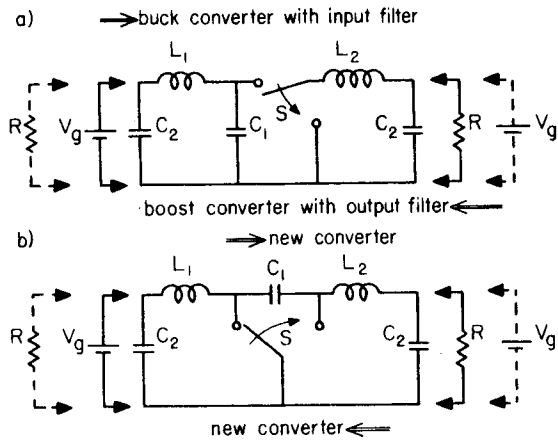 a) buck converter with input filter
L1 L2
R Vg C2 C1 S C2 R Vg
boost converter with output filter
b) new converter
L1 C1 L2
R Vg C2 S C2 R Vg
new converter